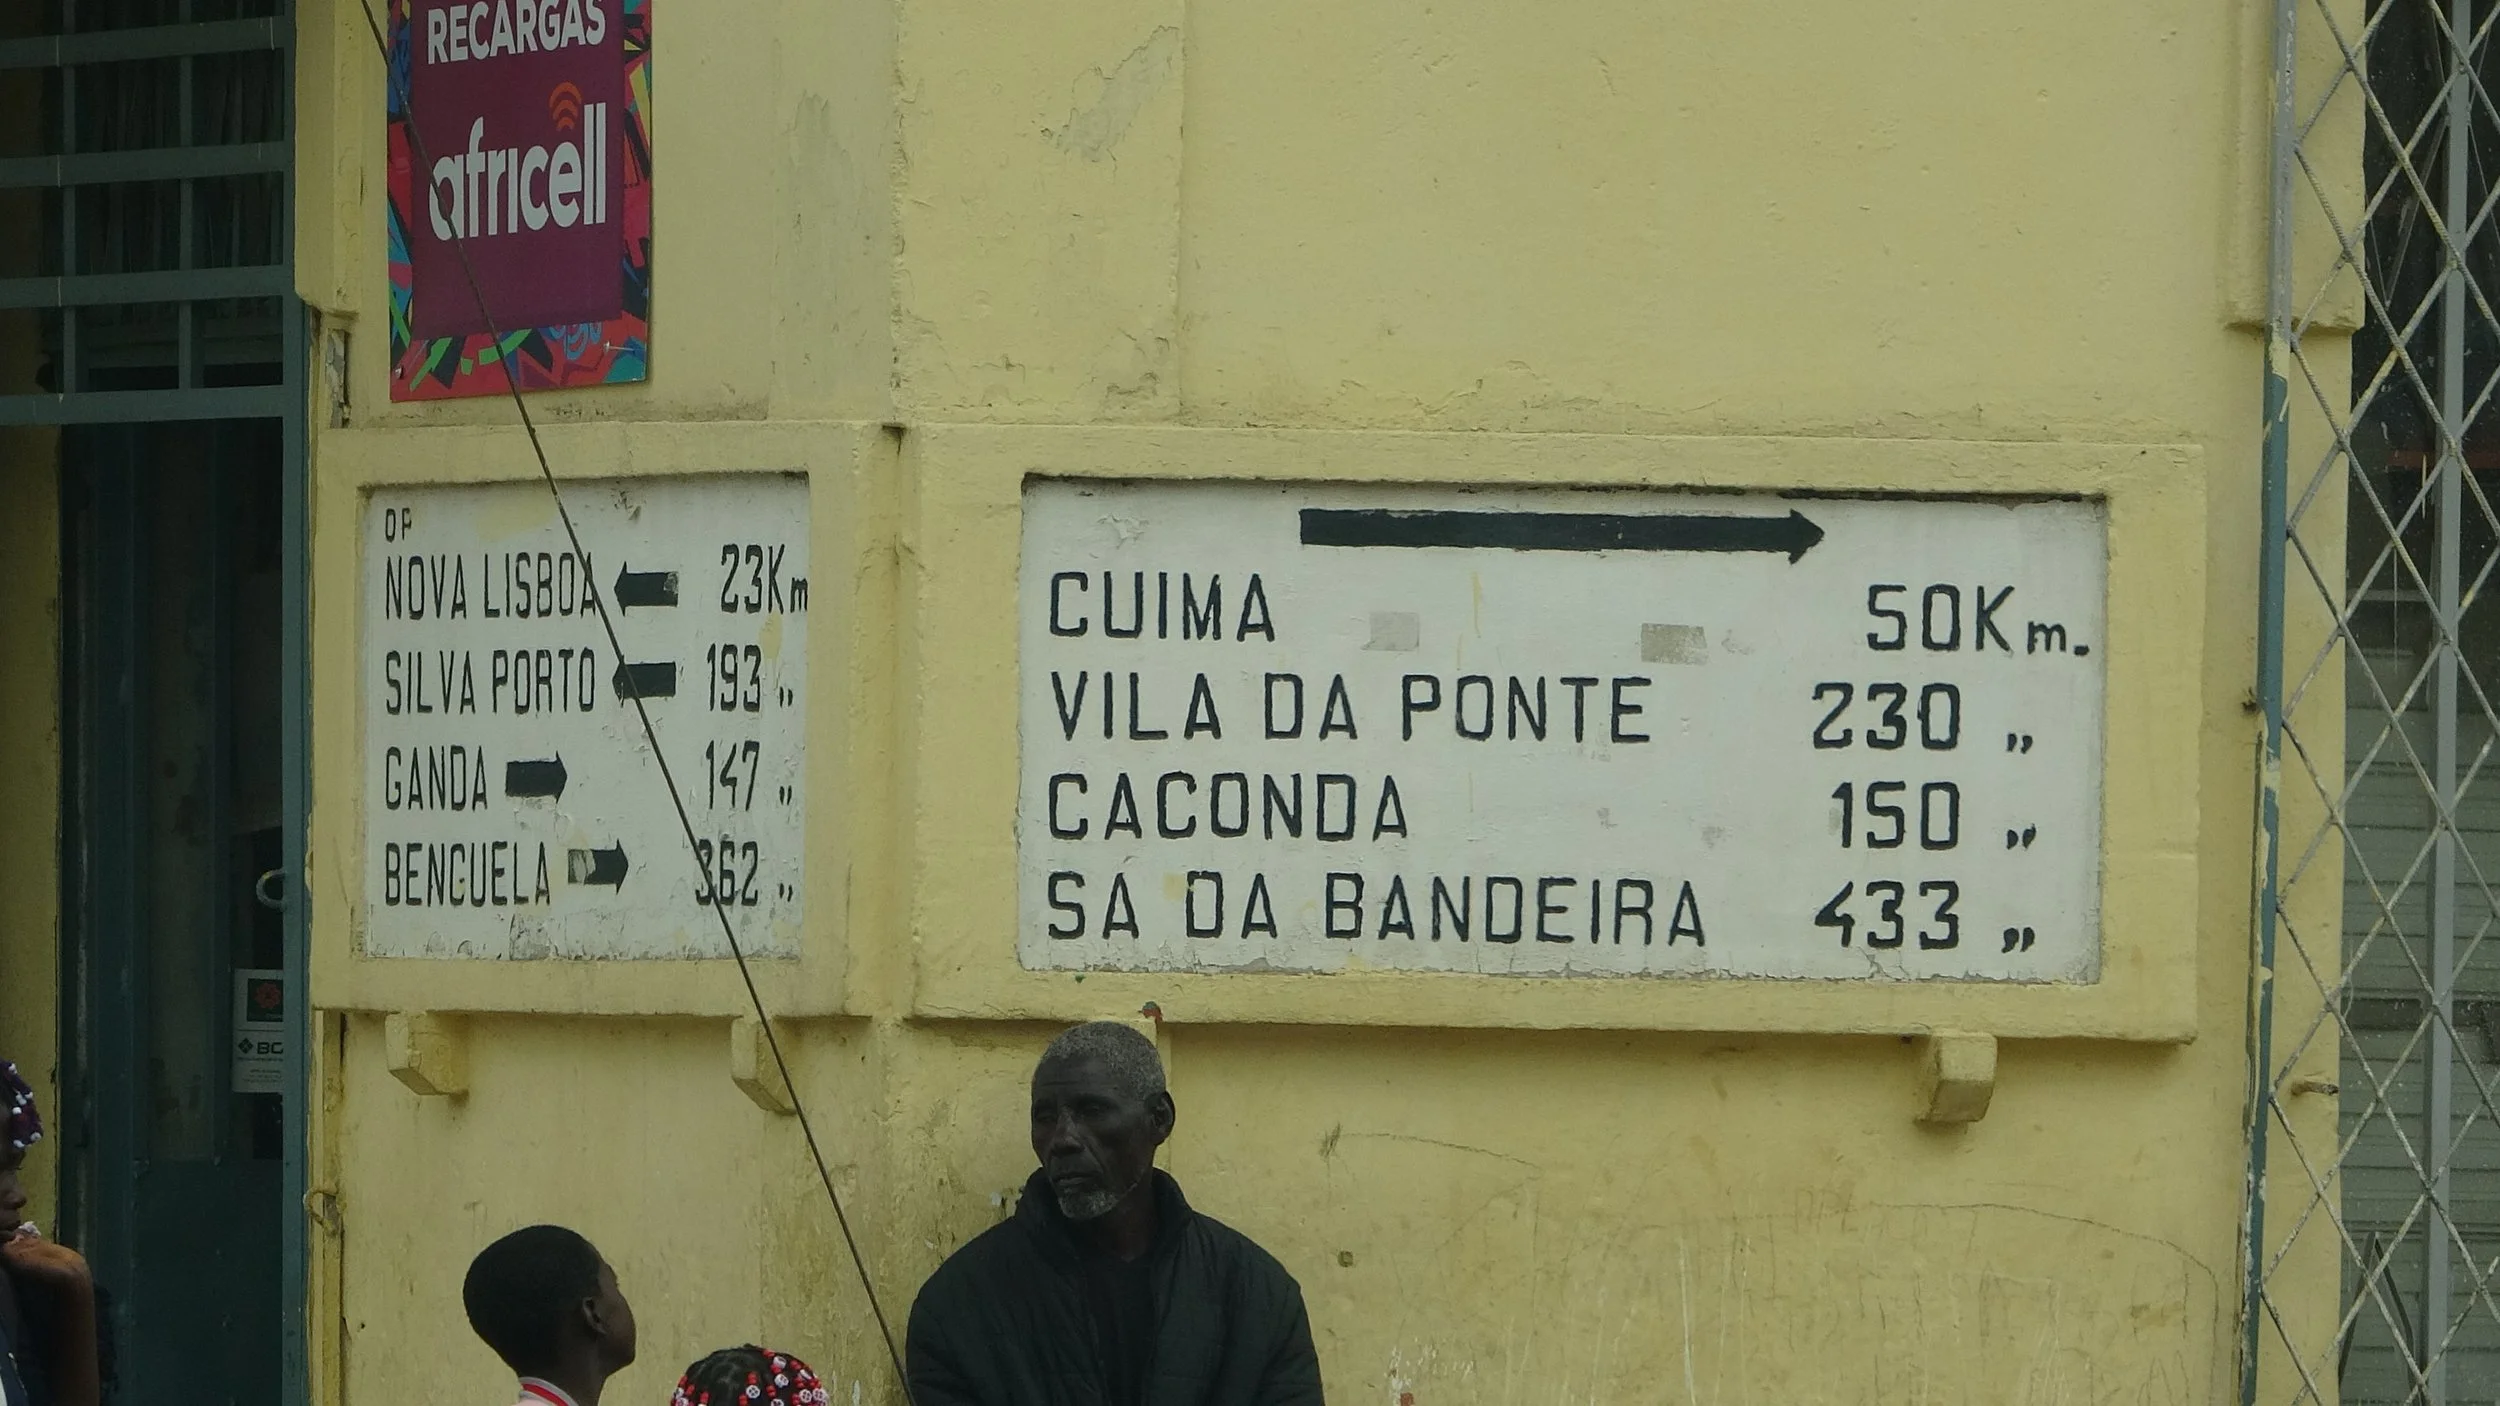 RECARGAS
africell
OP
NOVA LISBOA ← 23Km
SILVA PORTO ← 193 „
GANDA → 147 „
BENGUELA → 362 „
→
CUIMA 50Km.
VILA DA PONTE 230 „
CACONDA 150 „
SA DA BANDEIRA 433 „